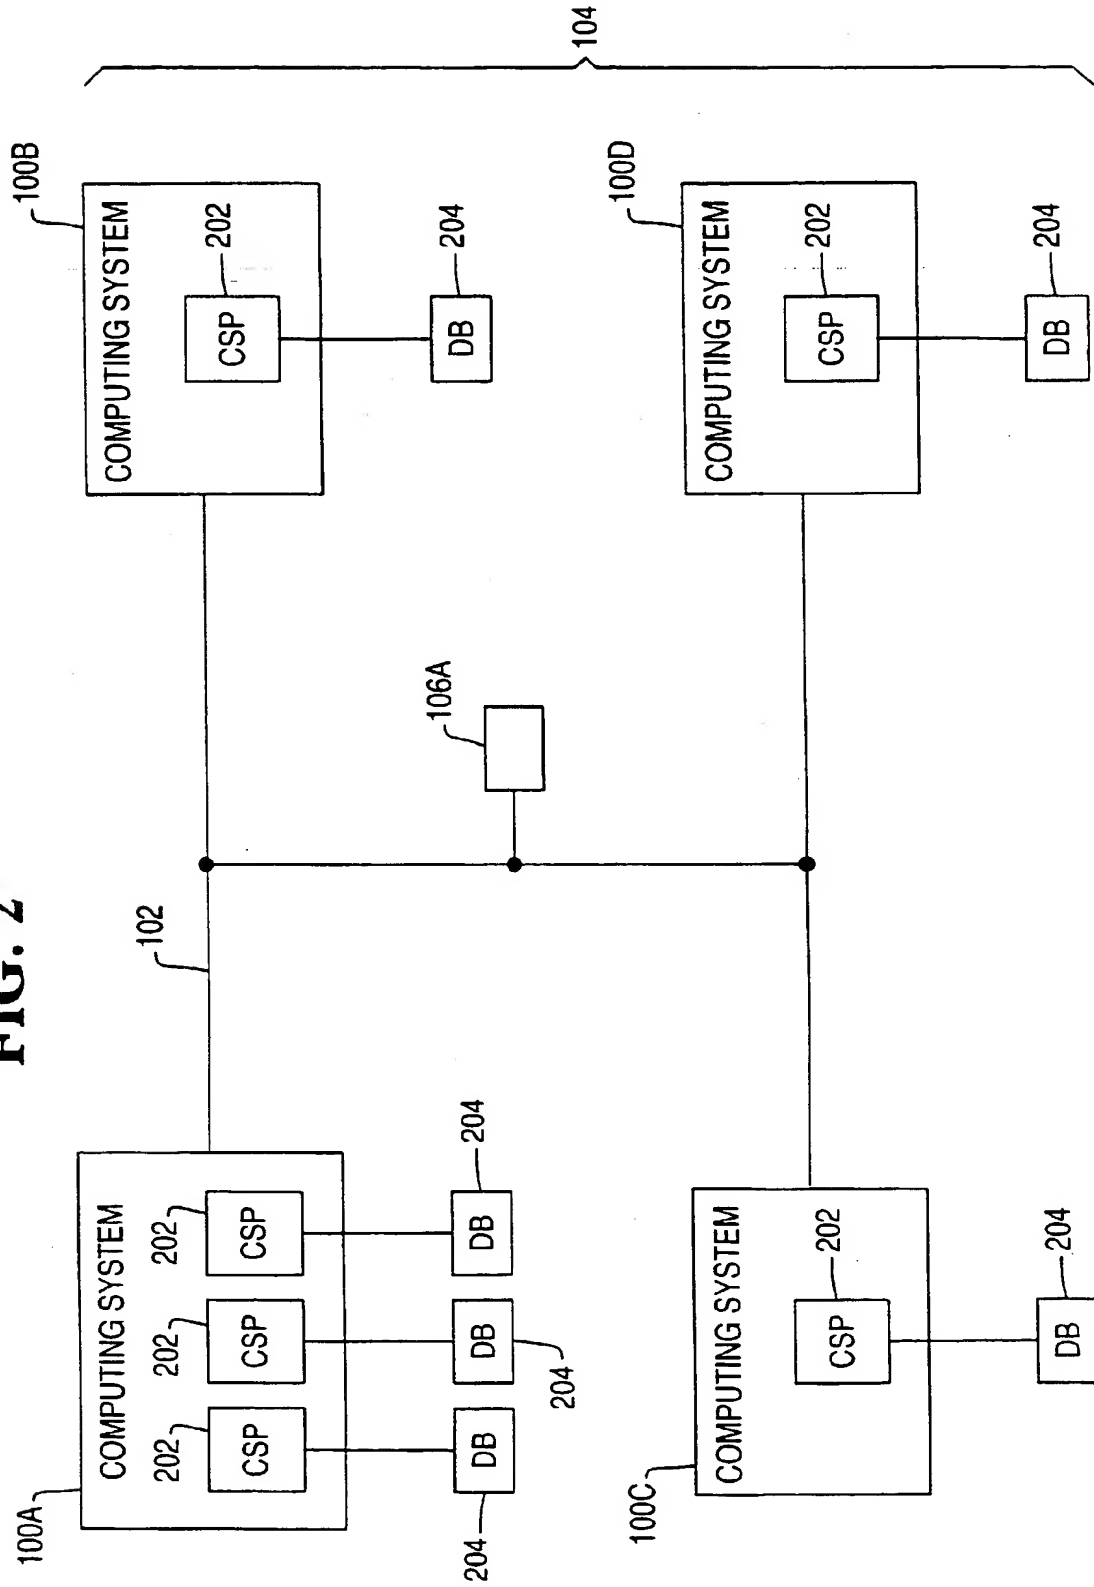 FIG. 2
100A
COMPUTING SYSTEM
202
CSP
202
CSP
202
CSP
204
DB
DB
204
DB
204
102
100B
COMPUTING SYSTEM
CSP
202
DB
204
106A
100C
COMPUTING SYSTEM
CSP
202
DB
204
100D
COMPUTING SYSTEM
CSP
202
DB
204
104